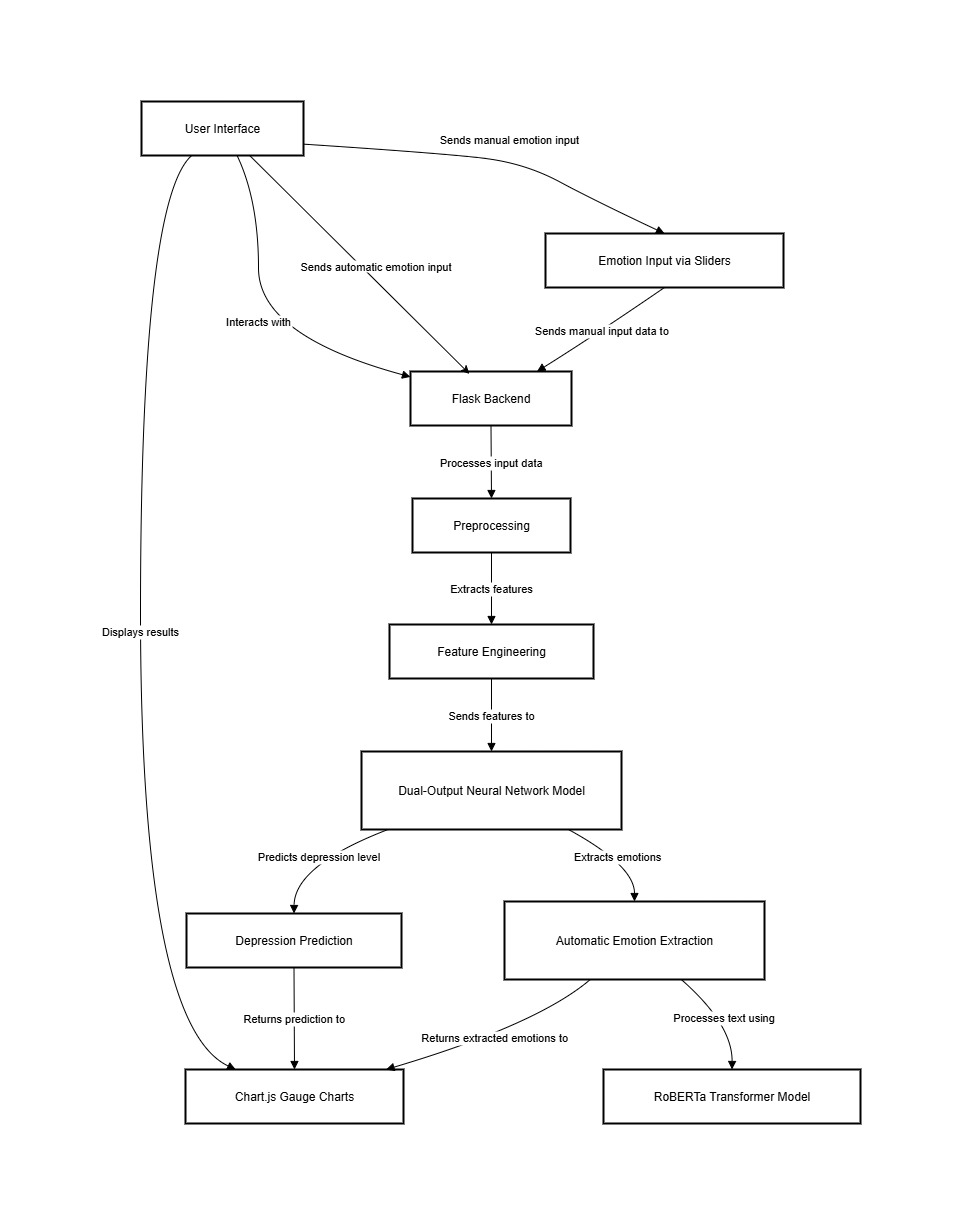 User Interface
Sends manual emotion input
Emotion Input via Sliders
Sends automatic emotion input
Interacts with
Sends manual input data to
Flask Backend
Processes input data
Preprocessing
Extracts features
Feature Engineering
Displays results
Sends features to
Dual-Output Neural Network Model
Predicts depression level
Extracts emotions
Depression Prediction
Automatic Emotion Extraction
Returns prediction to
Processes text using
Returns extracted emotions to
Chart.js Gauge Charts
RoBERTa Transformer Model